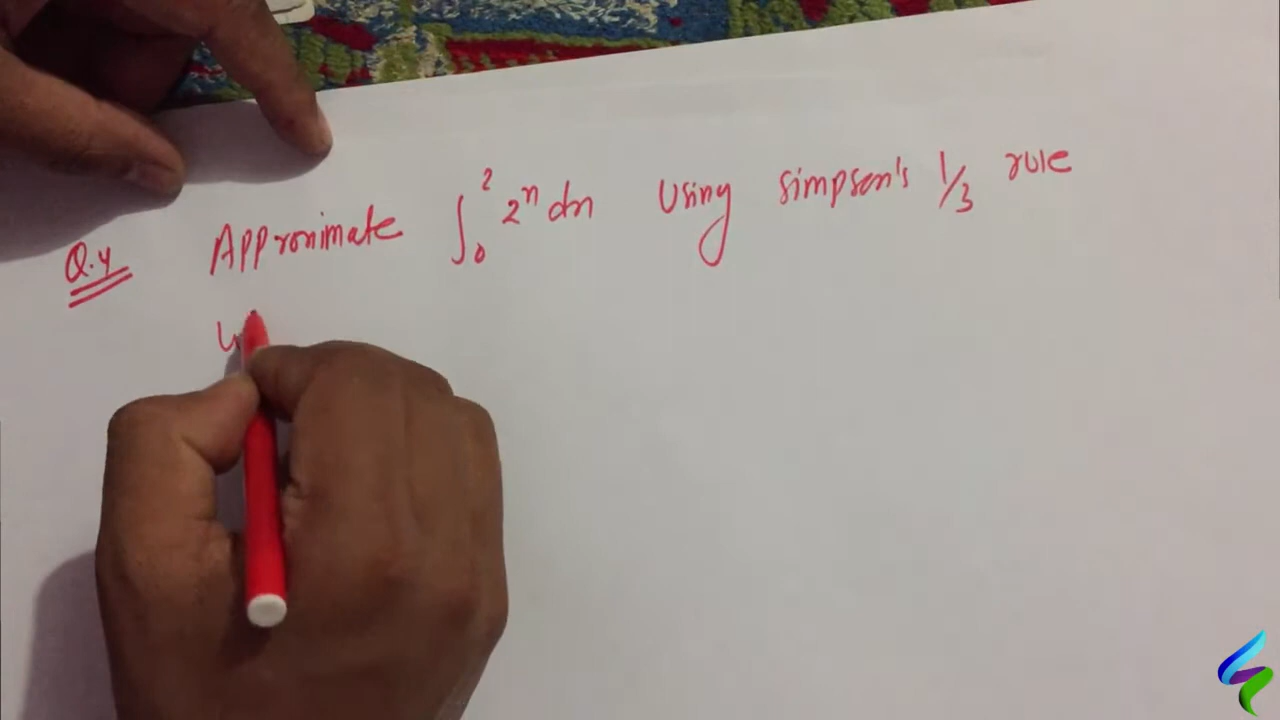 Q.4 Approximate ∫₀² 2ⁿ dn Using simpson's 1/3 rule